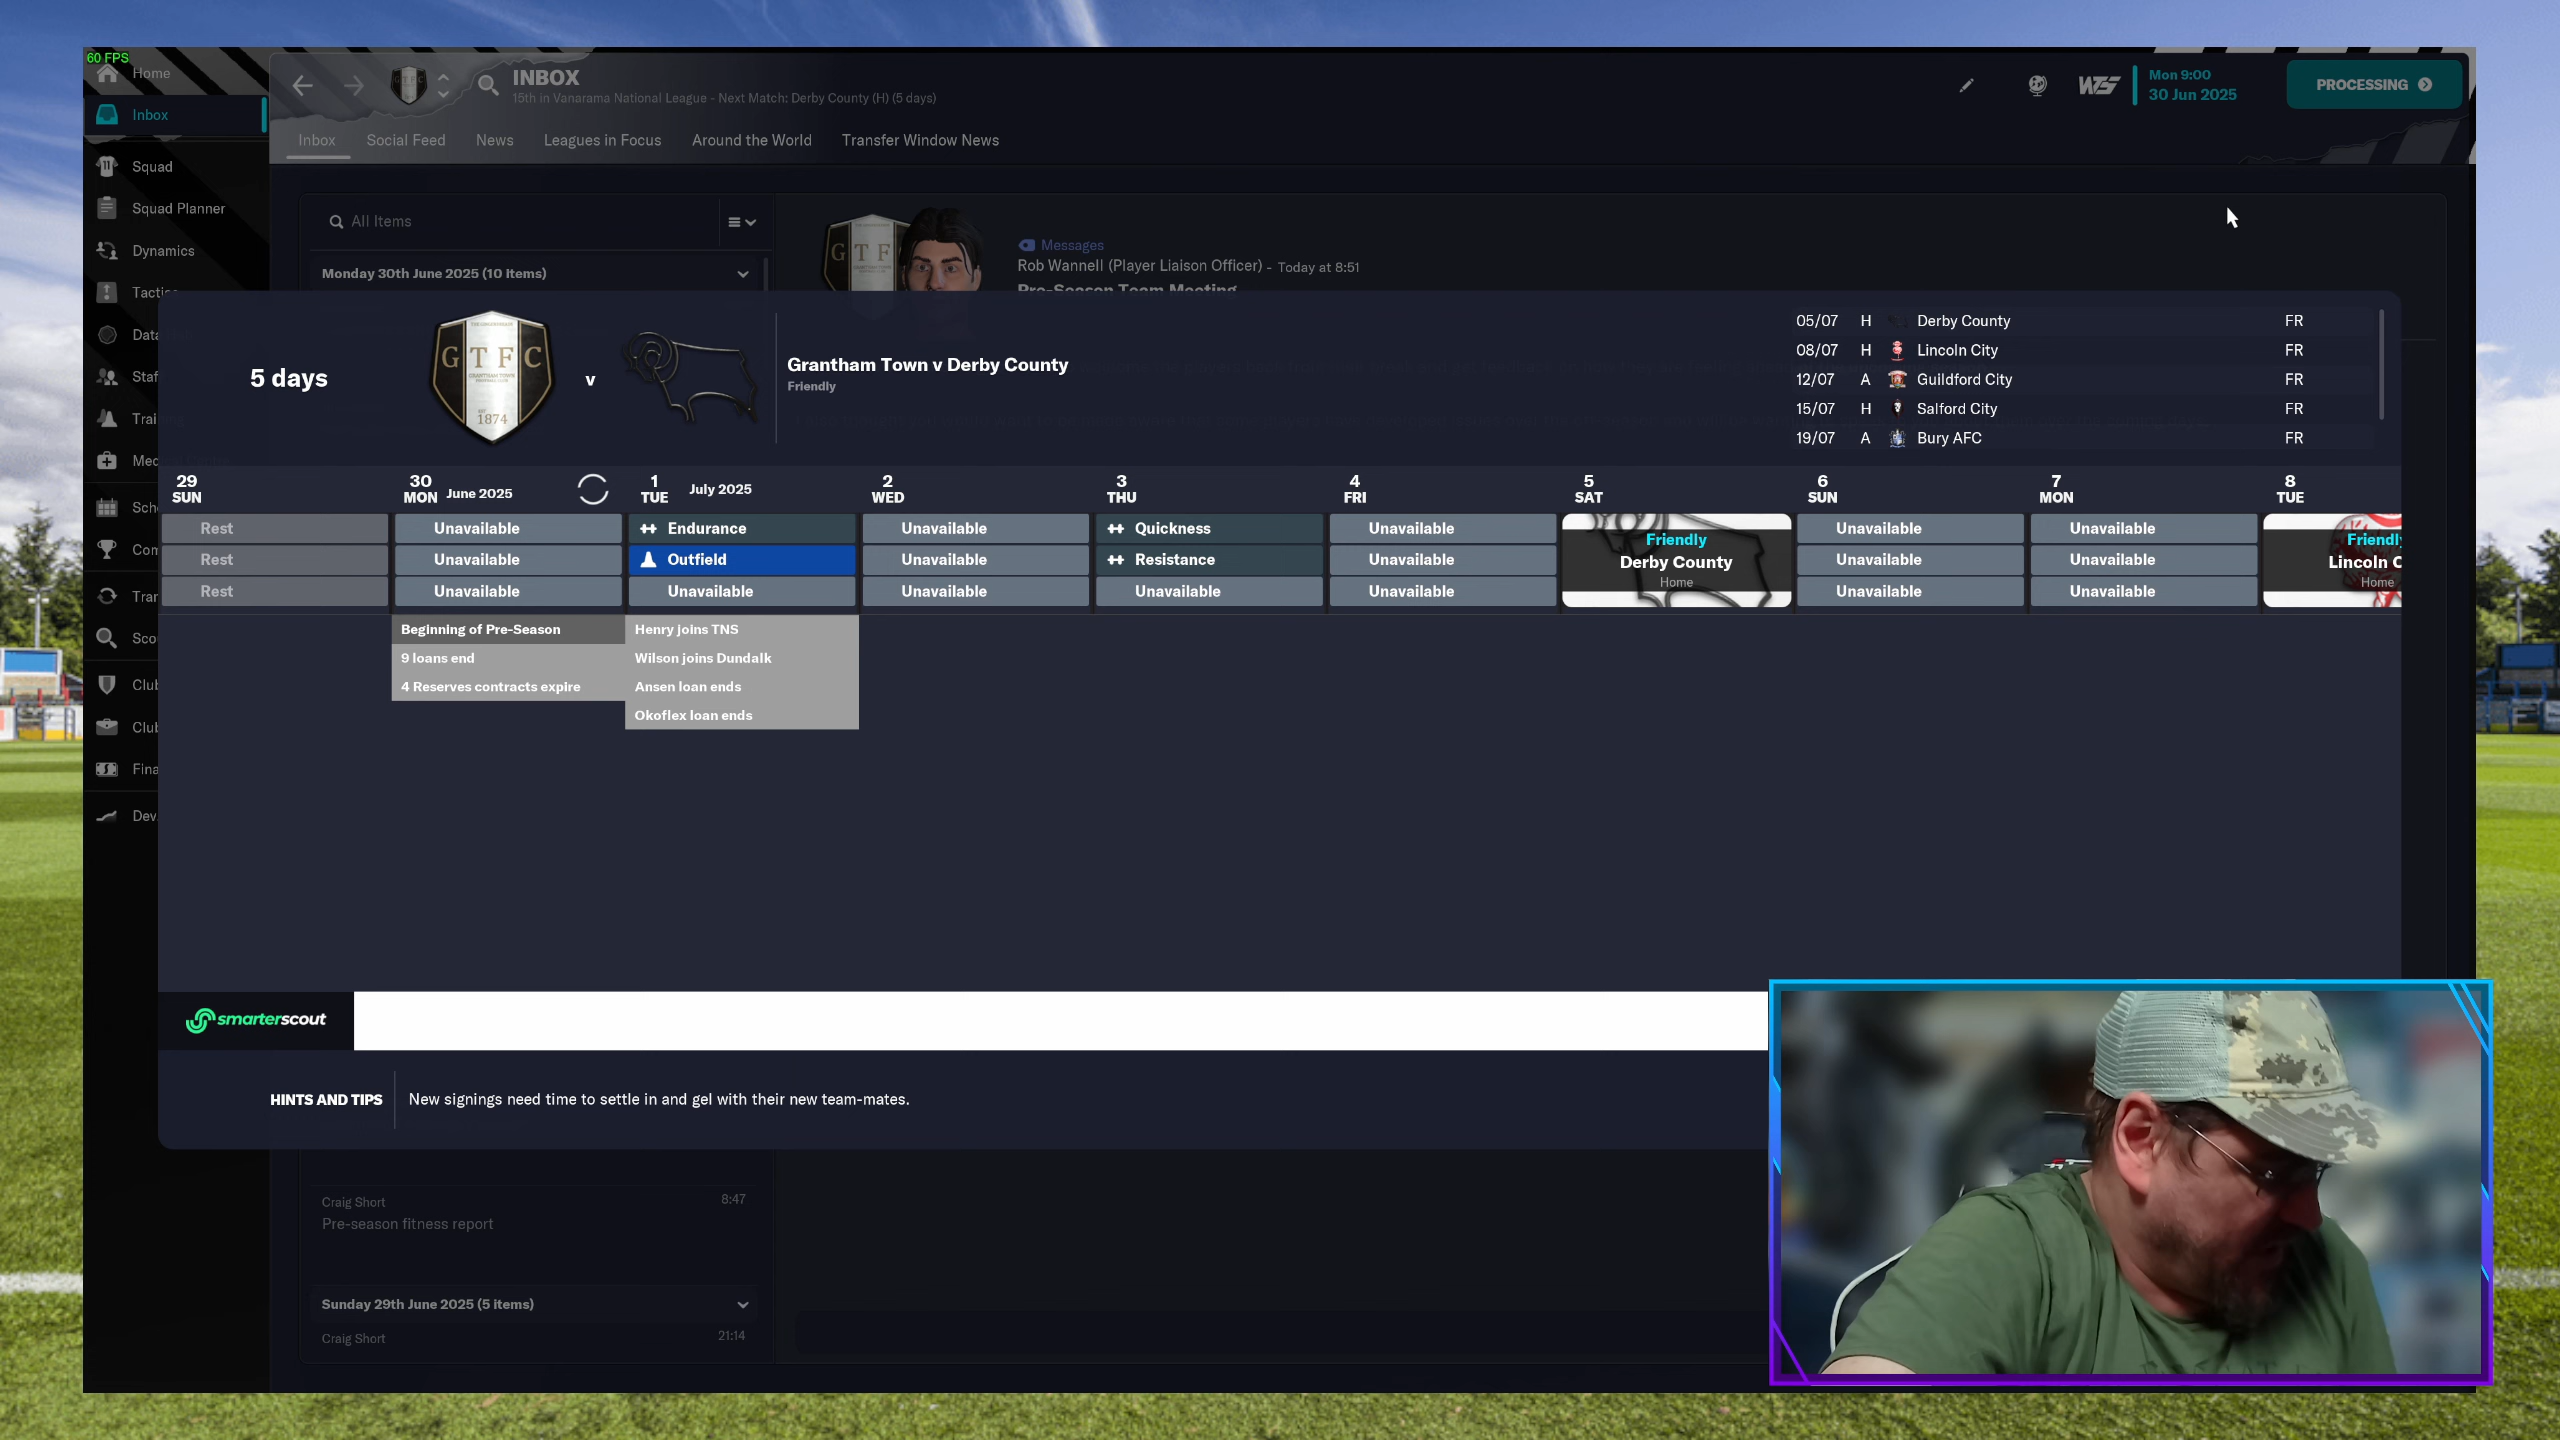 60 FPS
Home
Inbox
Squad
Squad Planner
Dynamics
INBOX
15th in Vanarama National League - Next Match: Derby County (H) (5 days)
Mon 9:00
30 Jun 2025
PROCESSING
Inbox
Social Feed
News
Leagues in Focus
Around the World
Transfer Window News
All Items
Monday 30th June 2025 (10 items)
Messages
Rob Wannell (Player Liaison Officer) - Today at 8:51
Pre-Season Team Meeting
5 days
GTFC
GRANTHAM TOWN
1874
v
Grantham Town v Derby County
Friendly
05/07 H Derby County FR
08/07 H Lincoln City FR
12/07 A Guildford City FR
15/07 H Salford City FR
19/07 A Bury AFC FR
29 SUN
30 MON June 2025
1 TUE July 2025
2 WED
3 THU
4 FRI
5 SAT
6 SUN
7 MON
8 TUE
Rest
Rest
Rest
Unavailable
Unavailable
Unavailable
Endurance
Outfield
Unavailable
Unavailable
Unavailable
Unavailable
Quickness
Resistance
Unavailable
Unavailable
Unavailable
Unavailable
Friendly
Derby County
Home
Unavailable
Unavailable
Unavailable
Unavailable
Unavailable
Unavailable
Friendly
Lincoln C
Home
Beginning of Pre-Season
9 loans end
4 Reserves contracts expire
Henry joins TNS
Wilson joins Dundalk
Ansen loan ends
Okoflex loan ends
smarterscout
HINTS AND TIPS
New signings need time to settle in and gel with their new team-mates.
Craig Short 8:47
Pre-season fitness report
Sunday 29th June 2025 (5 items)
Craig Short 21:14